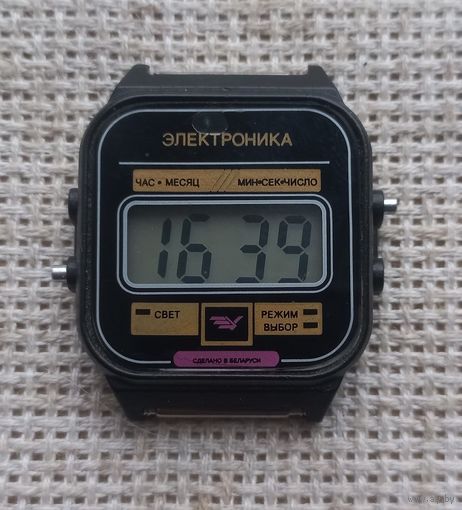 ЭЛЕКТРОНИКА
ЧАС • МЕСЯЦ // МИН•СЕК•ЧИСЛО
16 39
СВЕТ
РЕЖИМ
ВЫБОР
СДЕЛАНО В БЕЛАРУСИ